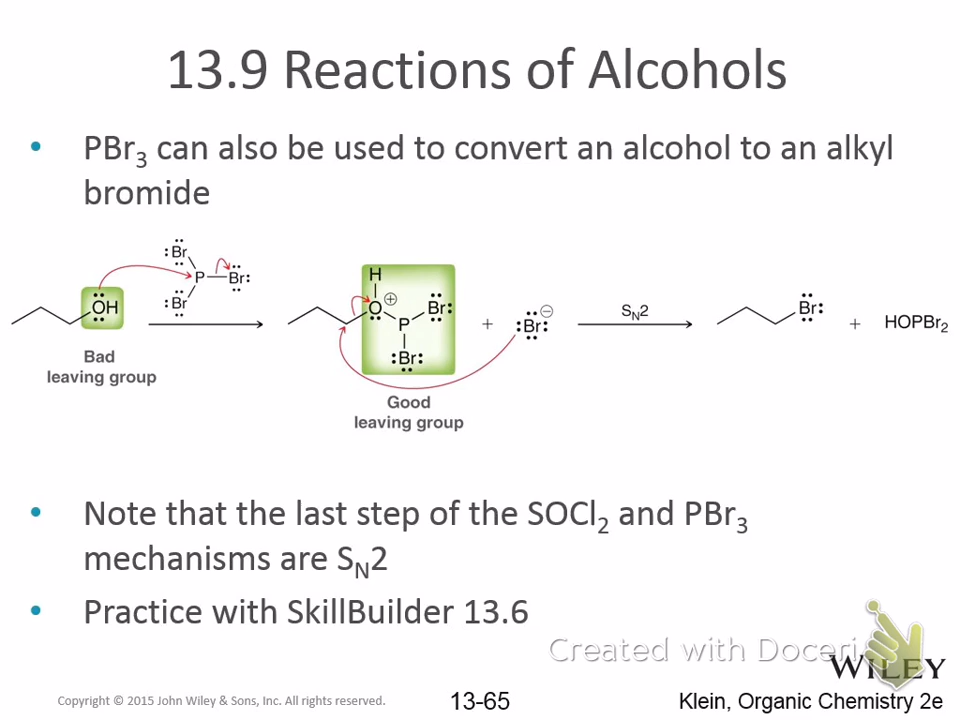 13.9 Reactions of Alcohols
• PBr₃ can also be used to convert an alcohol to an alkyl
bromide
Br
P Br
Br
OH
Bad
leaving group
H
O ⊕
P Br
Br
Good
leaving group
+
Br ⊖
SN2
Br
+
HOPBr₂
• Note that the last step of the SOCl₂ and PBr₃
mechanisms are SN2
• Practice with SkillBuilder 13.6
Created with Doceri
WILEY
Copyright © 2015 John Wiley & Sons, Inc. All rights reserved.
13-65
Klein, Organic Chemistry 2e